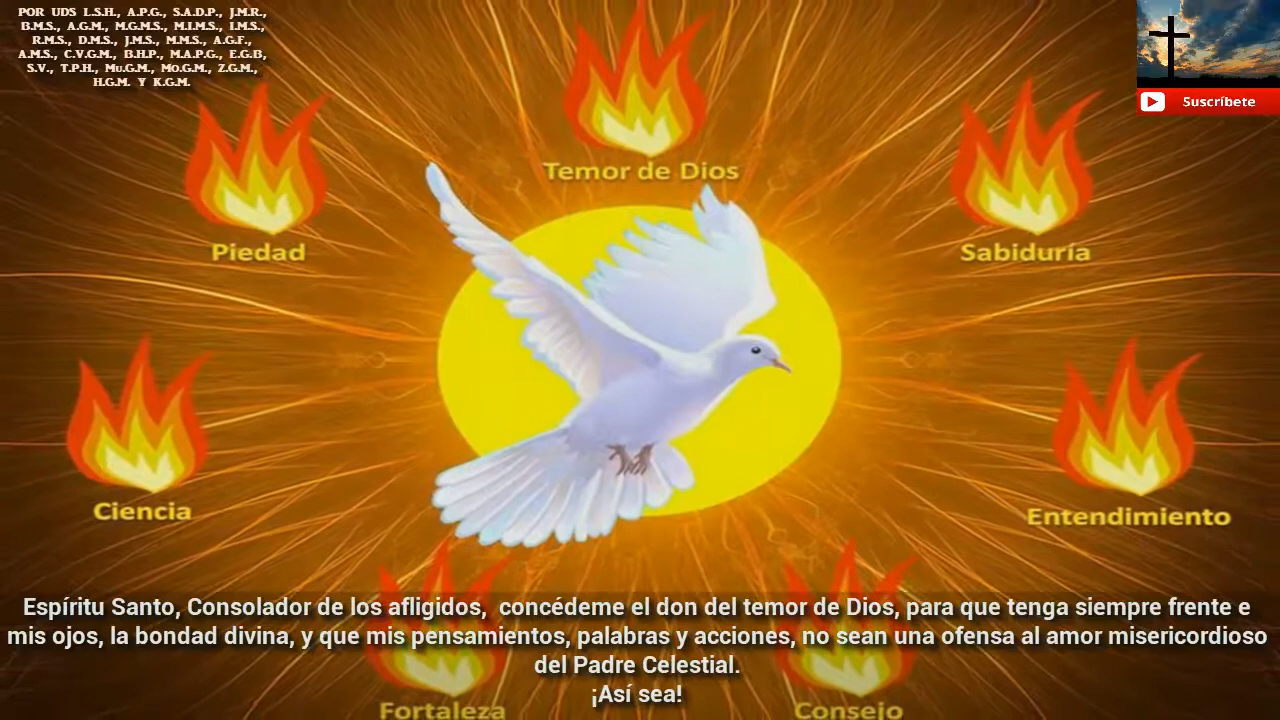 POR UDS L.S.H., A.P.G., S.A.D.P., J.M.R.,
B.M.S., A.G.M., M.G.M.S., M.I.M.S., I.M.S.,
R.M.S., D.M.S., J.M.S., M.M.S., A.G.F.,
A.M.S., C.V.G.M., B.H.P., M.A.P.G., E.G.B,
S.V., T.P.H., MU.G.M., MO.G.M., Z.G.M.,
H.G.M. Y K.G.M.
Suscríbete
Temor de Dios
Piedad
Sabiduría
Ciencia
Entendimiento
Espíritu Santo, Consolador de los afligidos,  concédeme el don del temor de Dios, para que tenga siempre frente e
mis ojos, la bondad divina, y que mis pensamientos, palabras y acciones, no sean una ofensa al amor misericordioso
del Padre Celestial.
¡Así sea!
Fortaleza
Consejo